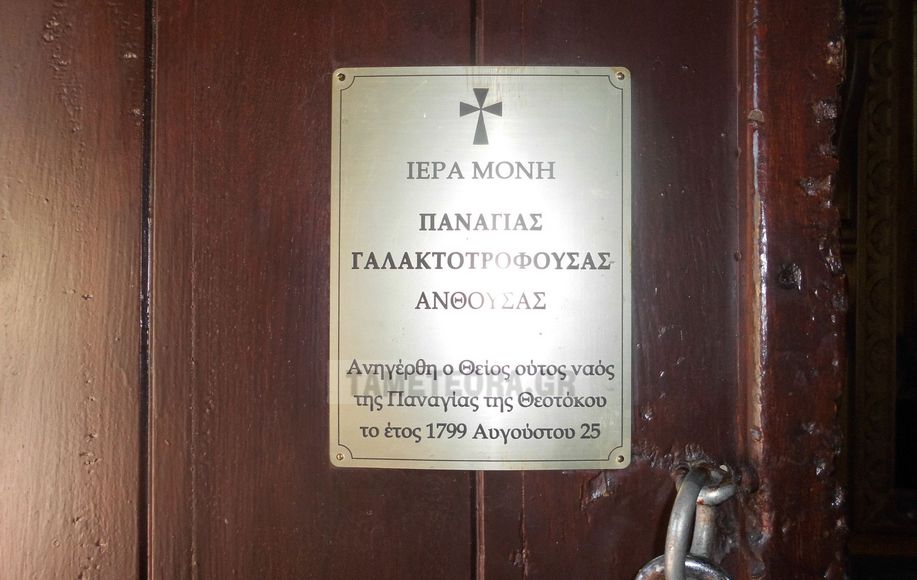 ΙΕΡΑ ΜΟΝΗ
ΠΑΝΑΓΙΑΣ
ΓΑΛΑΚΤΟΤΡΟΦΟΥΣΑΣ
ΑΝΘΟΥΣΑΣ
Ανηγέρθη ο Θείος ούτος ναός
TAMETEORA.GR
της Παναγίας της Θεοτόκου
το έτος 1799 Αυγούστου 25